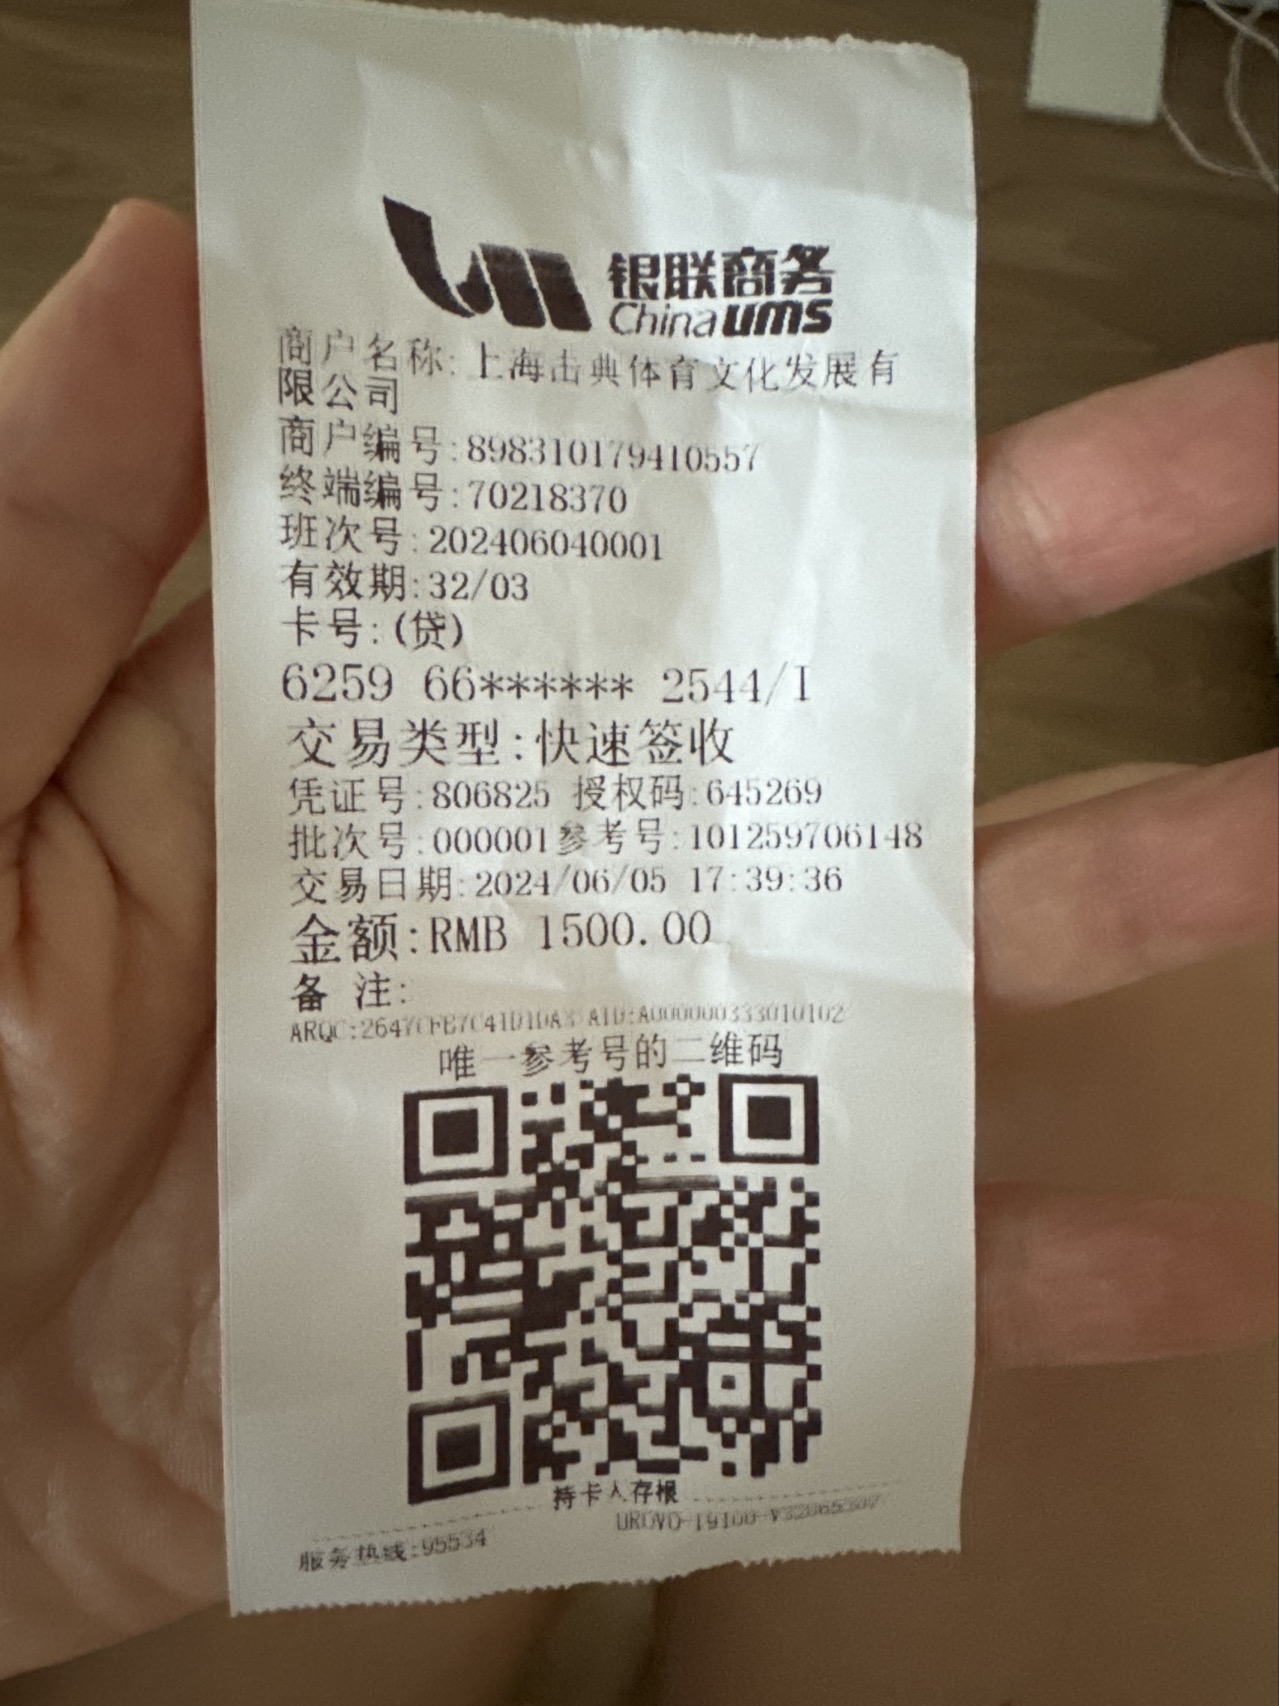 银联商务
China ums
商户名称:上海击典体育文化发展有
限公司
商户编号:898310179410557
终端编号:70218370
班次号:202406040001
有效期:32/03
卡号:(贷)
6259 66****** 2544/I
交易类型:快速签收
凭证号:806825 授权码:645269
批次号:000001参考号:101259706148
交易日期:2024/06/05 17:39:36
金额:RMB 1500.00
备 注:
ARQC:2647CFB7C41D1DA3 AID:A000000333010102
唯一参考号的二维码
持卡人存根
服务热线:95534